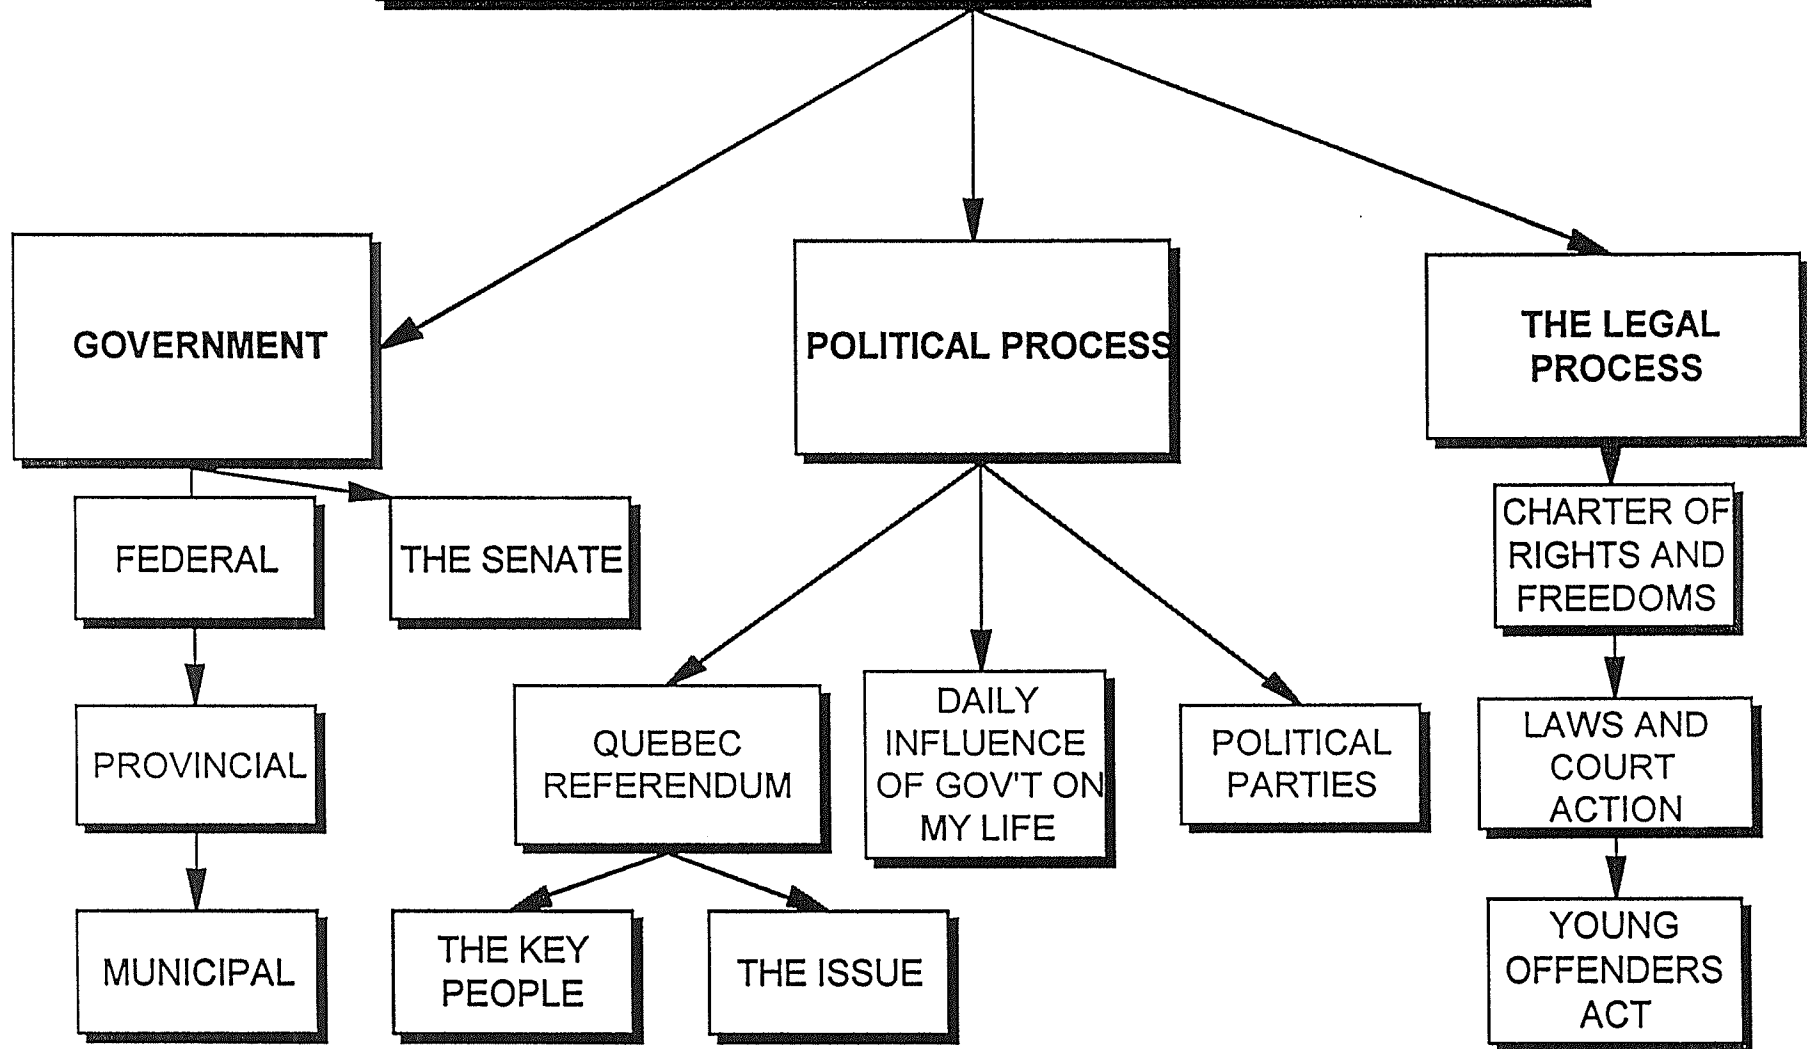 GOVERNMENT
POLITICAL PROCESS
THE LEGAL
PROCESS
FEDERAL
THE SENATE
CHARTER OF
RIGHTS AND
FREEDOMS
PROVINCIAL
QUEBEC
REFERENDUM
DAILY
INFLUENCE
OF GOV'T ON
MY LIFE
POLITICAL
PARTIES
LAWS AND
COURT
ACTION
MUNICIPAL
THE KEY
PEOPLE
THE ISSUE
YOUNG
OFFENDERS
ACT